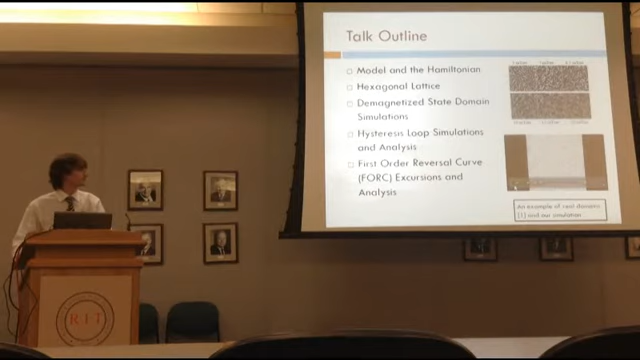 Talk Outline
Model and the Hamiltonian
Hexagonal Lattice
Demagnetized State Domain
Simulations
Hysteresis Loop Simulations
and Analysis
First Order Reversal Curve
(FORC) Excursions and
Analysis
An example of real domains
[1] and our simulation
R I T